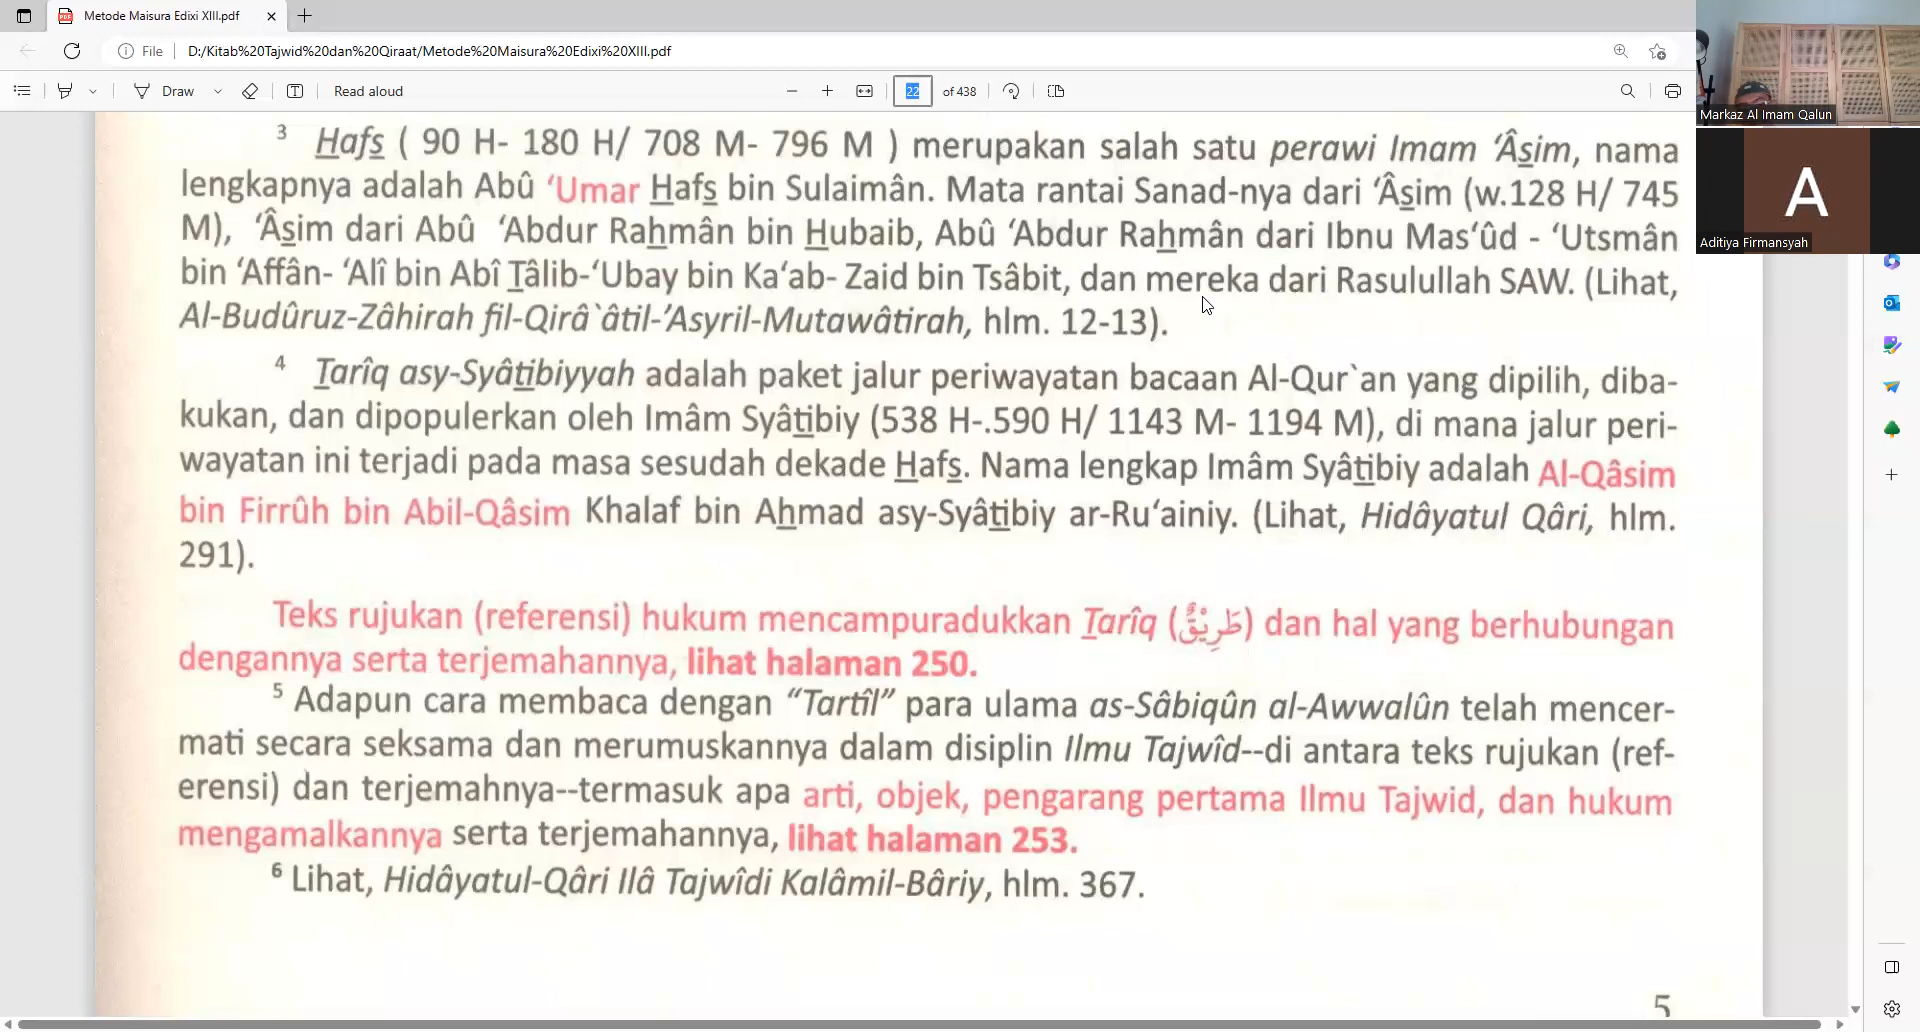 Metode Maisura Edixi XIII.pdf
File
D:/Kitab%20Tajwid%20dan%20Qiraat/Metode%20Maisura%20Edixi%20XIII.pdf
Draw
Read aloud
22
of 438
Markaz Al Imam Qalun
A
Aditiya Firmansyah
3 Hafs ( 90 H- 180 H/ 708 M- 796 M ) merupakan salah satu perawi Imam ‘Âsim, nama
lengkapnya adalah Abû ‘Umar Hafs bin Sulaimân. Mata rantai Sanad-nya dari ‘Âsim (w.128 H/ 745
M), ‘Âsim dari Abû ‘Abdur Rahmân bin Hubaib, Abû ‘Abdur Rahmân dari Ibnu Mas‘ûd - ‘Utsmân
bin ‘Affân- ‘Alî bin Abî Tâlib-‘Ubay bin Ka‘ab- Zaid bin Tsâbit, dan mereka dari Rasulullah SAW. (Lihat,
Al-Budûruz-Zâhirah fil-Qirâ`âtil-’Asyril-Mutawâtirah, hlm. 12-13).
4 Tarîq asy-Syâtibiyyah adalah paket jalur periwayatan bacaan Al-Qur`an yang dipilih, diba-
kukan, dan dipopulerkan oleh Imâm Syâtibiy (538 H-.590 H/ 1143 M- 1194 M), di mana jalur peri-
wayatan ini terjadi pada masa sesudah dekade Hafs. Nama lengkap Imâm Syâtibiy adalah Al-Qâsim
bin Firrûh bin Abil-Qâsim Khalaf bin Ahmad asy-Syâtibiy ar-Ru‘ainiy. (Lihat, Hidâyatul Qâri, hlm.
291).
Teks rujukan (referensi) hukum mencampuradukkan Tarîq (طَرِيْقٌ) dan hal yang berhubungan
dengannya serta terjemahannya, lihat halaman 250.
5 Adapun cara membaca dengan “Tartîl” para ulama as-Sâbiqûn al-Awwalûn telah mencer-
mati secara seksama dan merumuskannya dalam disiplin Ilmu Tajwîd--di antara teks rujukan (ref-
erensi) dan terjemahnya--termasuk apa arti, objek, pengarang pertama Ilmu Tajwid, dan hukum
mengamalkannya serta terjemahannya, lihat halaman 253.
6 Lihat, Hidâyatul-Qâri Ilâ Tajwîdi Kalâmil-Bâriy, hlm. 367.
5